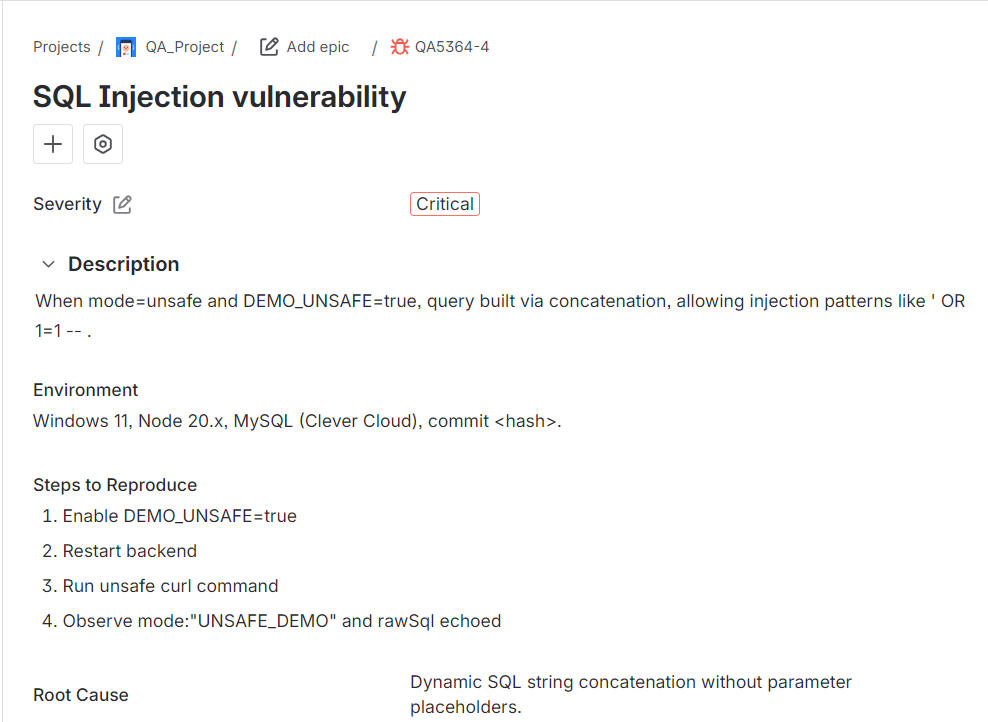 Projects / QA_Project / Add epic / QA5364-4
SQL Injection vulnerability
Severity Critical
Description
When mode=unsafe and DEMO_UNSAFE=true, query built via concatenation, allowing injection patterns like ' OR
1=1 -- .
Environment
Windows 11, Node 20.x, MySQL (Clever Cloud), commit <hash>.
Steps to Reproduce
1. Enable DEMO_UNSAFE=true
2. Restart backend
3. Run unsafe curl command
4. Observe mode:"UNSAFE_DEMO" and rawSql echoed
Root Cause
Dynamic SQL string concatenation without parameter
placeholders.